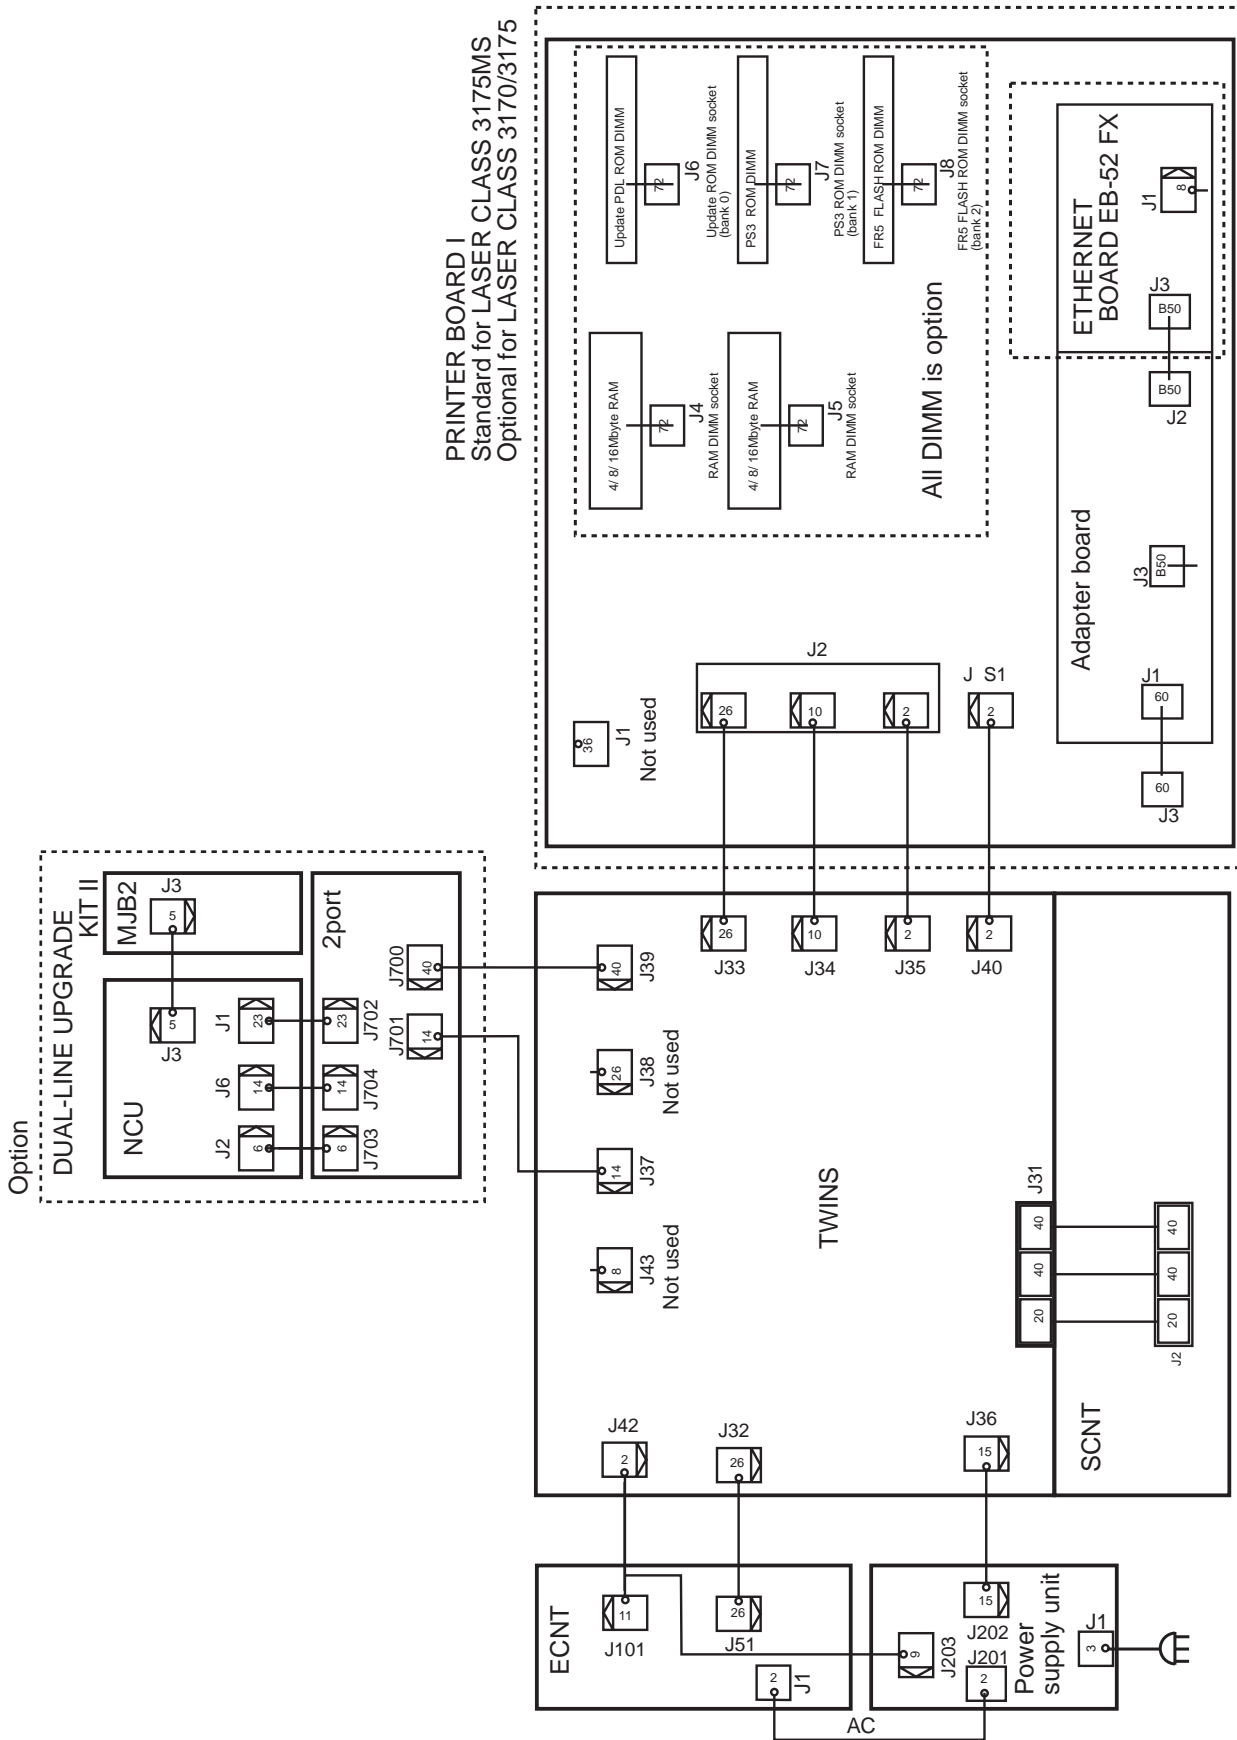 PRINTER BOARD I
Standard for LASER CLASS 3175MS
Optional for LASER CLASS 3170/3175
Update PDL ROM DIMM
72
J6
Update ROM DIMM socket
(bank 0)
PS3 ROM DIMM
72
J7
PS3 ROM DIMM socket
(bank 1)
FR5 FLASH ROM DIMM
72
J8
FR5 FLASH ROM DIMM socket
(bank 2)
4/ 8/ 16Mbyte RAM
72
J4
RAM DIMM socket
4/ 8/ 16Mbyte RAM
72
J5
RAM DIMM socket
All DIMM is option
ETHERNET
BOARD EB-52 FX
J1
8
J3
B50
B50
J2
Adapter board
J3
B50
J1
60
60
J3
36
J1
Not used
J2
26
10
2
J S1
2
Option
DUAL-LINE UPGRADE
KIT II
MJB2
J3
5
NCU
5
J3
J1
23
J6
14
J2
6
2port
23
J702
14
J704
6
J703
J700
40
J701
14
TWINS
26
J33
10
J34
2
J35
2
J40
40
J39
26
J38
Not used
14
J37
8
J43
Not used
J31
40
40
20
SCNT
40
40
20
J2
J42
2
J32
26
J36
15
ECNT
11
J101
26
J51
2
J1
Power
supply unit
15
J202
9
J203
J201
2
J1
3
AC